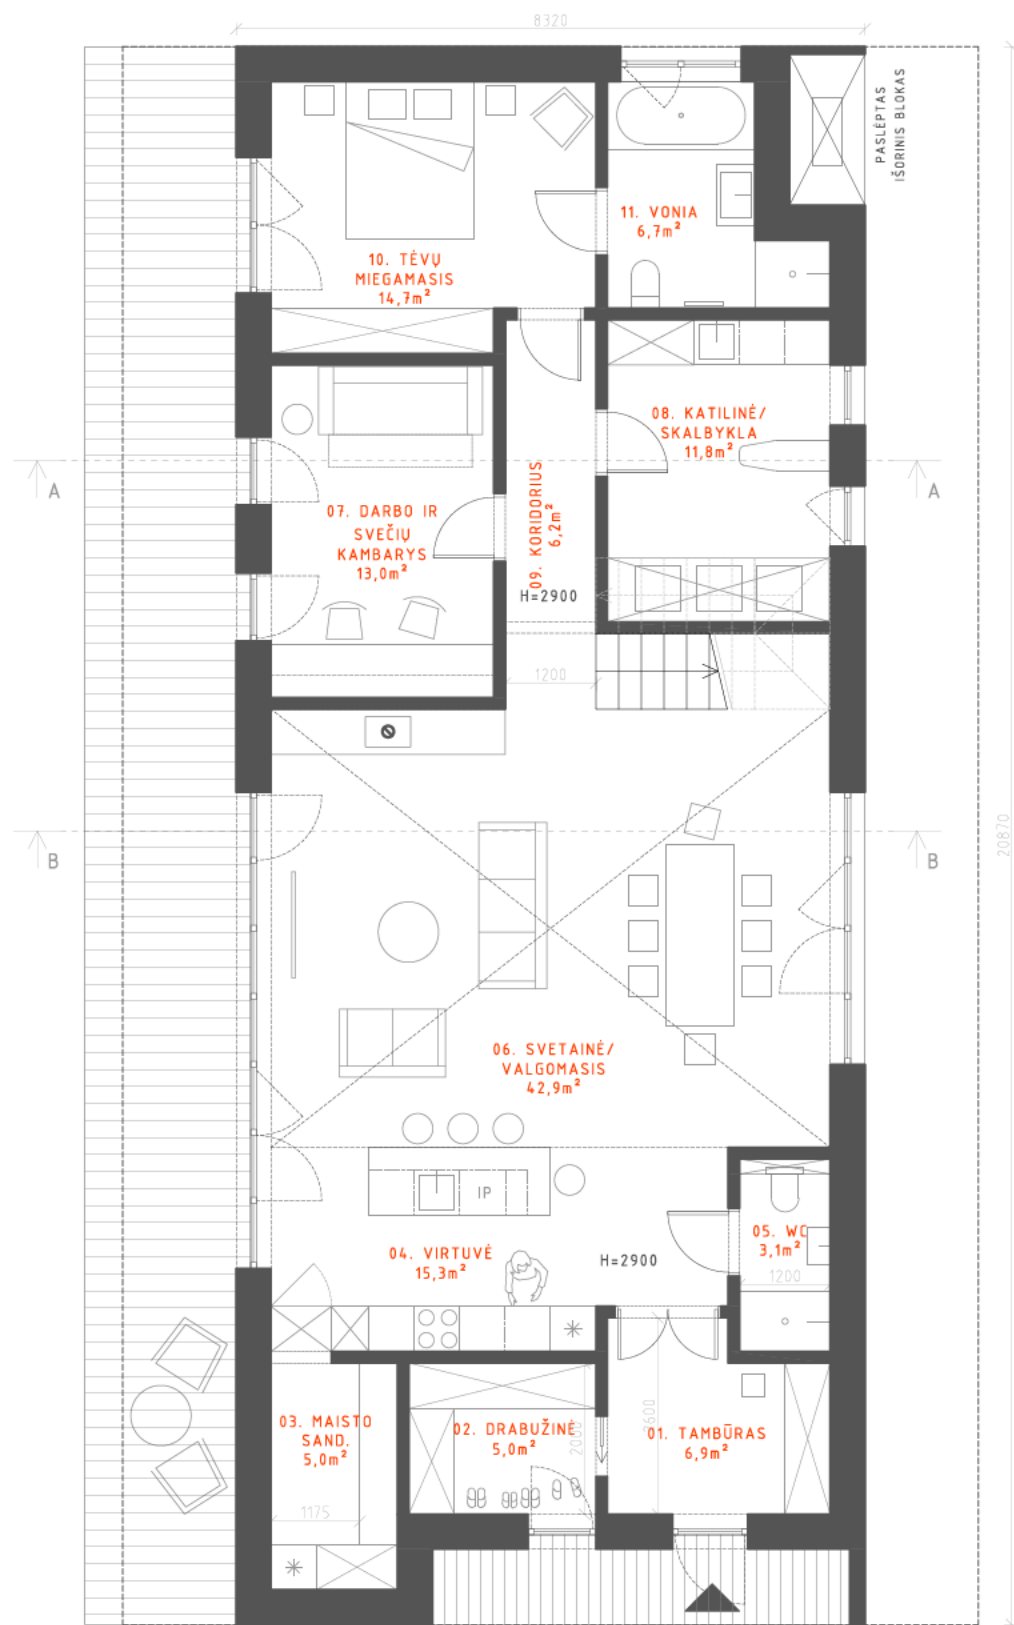 8320
PASLĖPTAS
IŠORINIS BLOKAS
11. VONIA
6,7m²
10. TĖVŲ
MIEGAMASIS
14,7m²
08. KATILINĖ/
SKALBYKLA
11,8m²
A
A
09. KORIDORIUS
6,2m²
07. DARBO IR
SVEČIŲ
KAMBARYS
13,0m²
H=2900
1200
20870
B
B
06. SVETAINĖ/
VALGOMASIS
42,9m²
IP
04. VIRTUVĖ
15,3m²
H=2900
05. WC
3,1m²
1200
03. MAISTO
SAND.
5,0m²
02. DRABUŽINĖ
5,0m²
2000
2600
01. TAMBŪRAS
6,9m²
1175